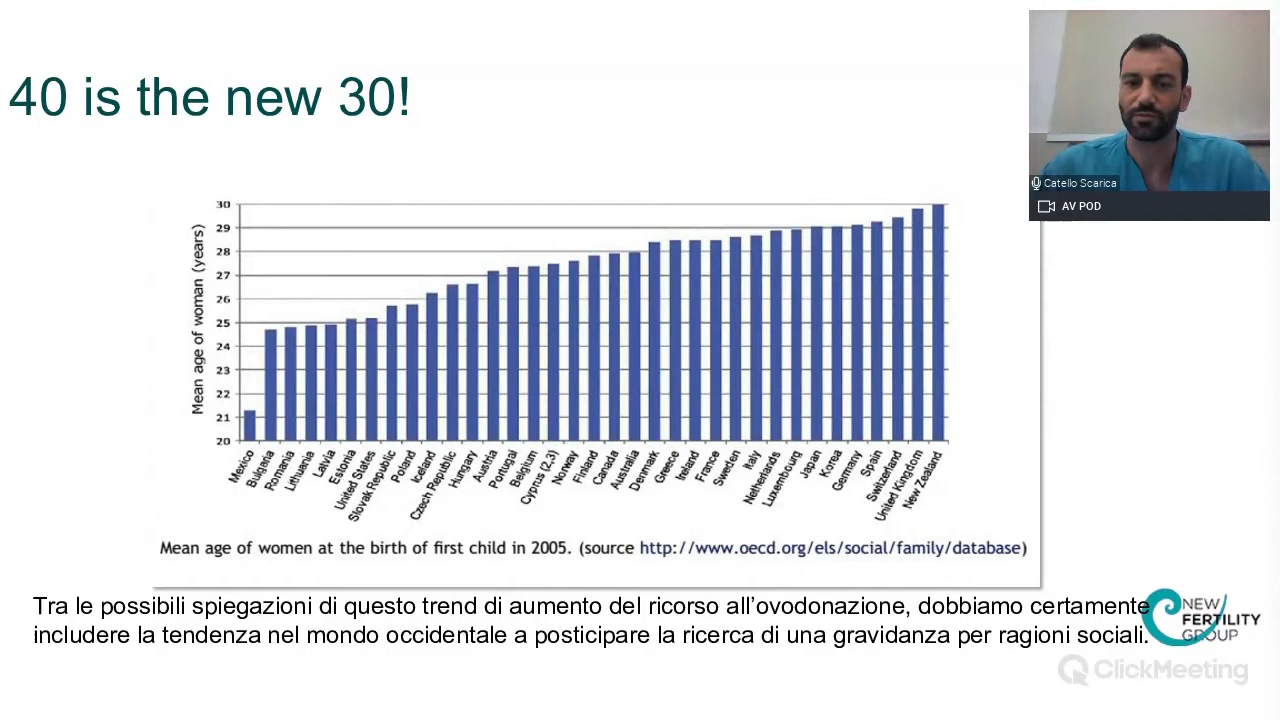 40 is the new 30!
Catello Scarica
AV POD
Mean age of woman (years)
30
29
28
27
26
25
24
23
22
21
20
Mexico
Bulgaria
Romania
Lithuania
Latvia
Estonia
United States
Slovak Republic
Poland
Iceland
Czech Republic
Hungary
Austria
Portugal
Belgium
Cyprus (2,3)
Norway
Finland
Canada
Australia
Denmark
Greece
Ireland
France
Sweden
Italy
Netherlands
Luxembourg
Japan
Korea
Germany
Spain
Switzerland
United Kingdom
New Zealand
Mean age of women at the birth of first child in 2005. (source http://www.oecd.org/els/social/family/database)
Tra le possibili spiegazioni di questo trend di aumento del ricorso all’ovodonazione, dobbiamo certamente
includere la tendenza nel mondo occidentale a posticipare la ricerca di una gravidanza per ragioni sociali.
NEW
FERTILITY
GROUP
ClickMeeting